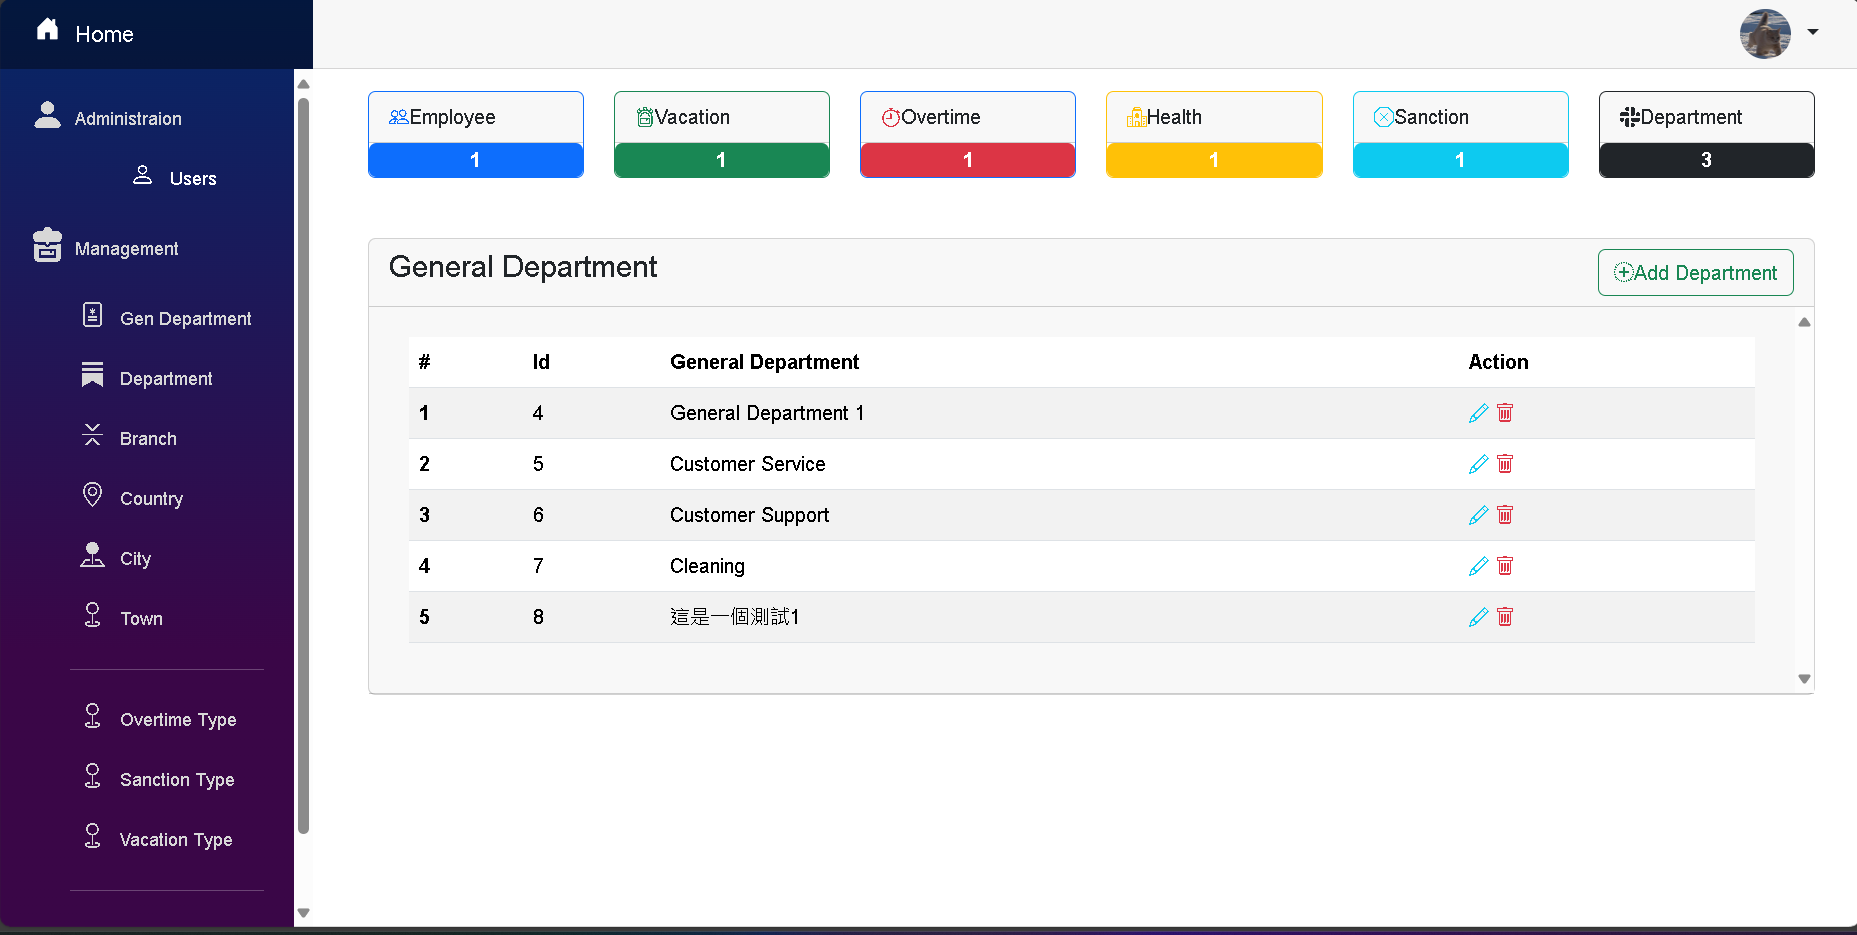 Home
Administraion
Users
Management
Gen Department
Department
Branch
Country
City
Town
Overtime Type
Sanction Type
Vacation Type
Employee
1
Vacation
1
Overtime
1
Health
1
Sanction
1
Department
3
General Department
Add Department
# Id General Department Action
1 4 General Department 1
2 5 Customer Service
3 6 Customer Support
4 7 Cleaning
5 8 這是一個測試1